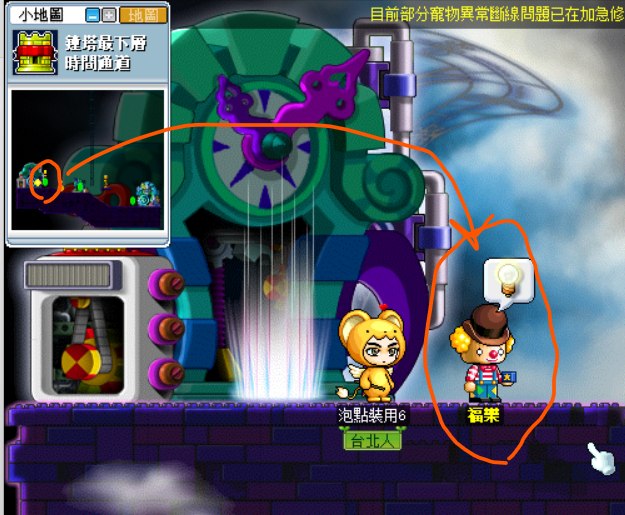 小地圖
地圖
目前部分寵物異常斷線問題已在加急修
鐘塔最下層
時間通道
泡點裝用6
福樂
台北人